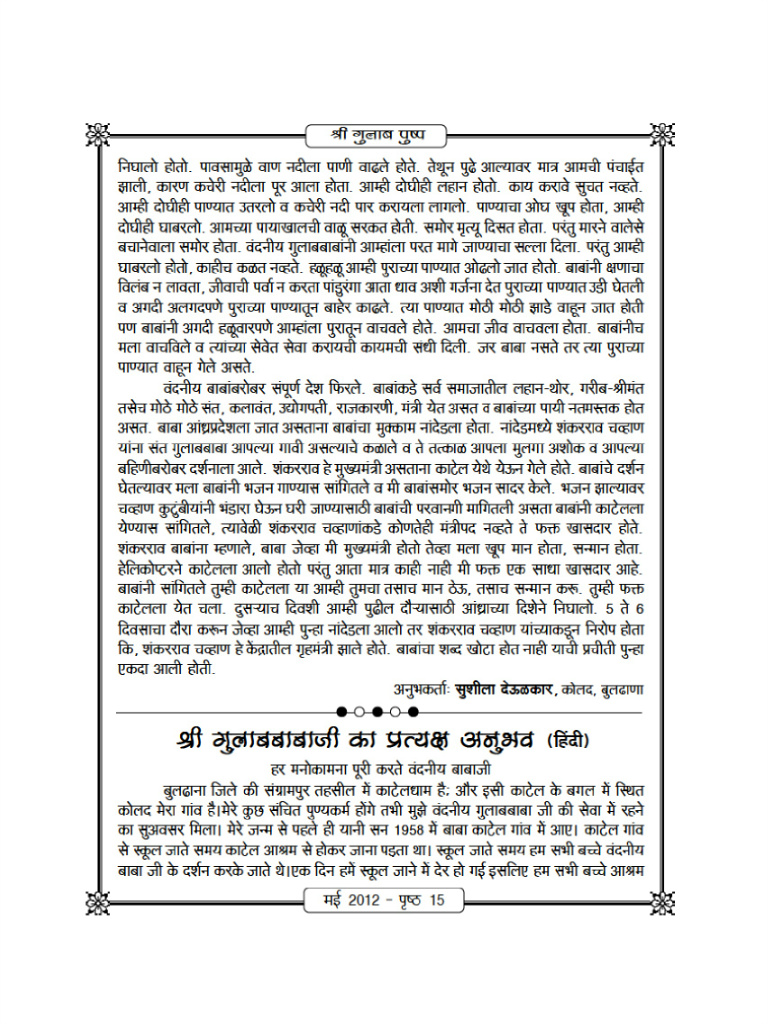 श्री गुलाब पुष्प
निघालो होतो. पावसामुळे वाण नदीला पाणी वाढले होते. तेथून पुढे आल्यावर मात्र आमची पंचाईत
झाली, कारण कचेरी नदीला पूर आला होता. आम्ही दोघीही लहान होतो. काय करावे सुचत नव्हते.
आम्ही दोघीही पाण्यात उतरलो व कचेरी नदी पार करायला लागलो. पाण्याचा ओघ खूप होता, आम्ही
दोघीही घाबरलो. आमच्या पायाखालची वाळू सरकत होती. समोर मृत्यू दिसत होता. परंतु मारने वालेसे
बचानेवाला समोर होता. वंदनीय गुलाबबाबांनी आम्हांला परत मागे जाण्याचा सल्ला दिला. परंतु आम्ही
घाबरलो होतो, काहीच कळत नव्हते. हळूहळू आम्ही पुराच्या पाण्यात ओढलो जात होतो. बाबांनी क्षणाचा
विलंब न लावता, जीवाची पर्वा न करता पांडुरंगा आता धाव अशी गर्जना देत पुराच्या पाण्यात उडी घेतली
व अगदी अलगदपणे पुराच्या पाण्यातून बाहेर काढले. त्या पाण्यात मोठी मोठी झाडे वाहून जात होती
पण बाबांनी अगदी हळूवारपणे आम्हांला पुरातून वाचवले होते. आमचा जीव वाचवला होता. बाबांनीच
मला वाचविले व त्यांच्या सेवेत सेवा करायची कायमची संधी दिली. जर बाबा नसते तर त्या पुराच्या
पाण्यात वाहून गेले असते.
वंदनीय बाबांबरोबर संपूर्ण देश फिरले. बाबांकडे सर्व समाजातील लहान-थोर, गरीब-श्रीमंत
तसेच मोठे मोठे संत, कलावंत, उद्योगपती, राजकारणी, मंत्री येत असत व बाबांच्या पायी नतमस्तक होत
असत. बाबा आंध्रप्रदेशला जात असताना बाबांचा मुक्काम नांदेडला होता. नांदेडमध्ये शंकरराव चव्हाण
यांना संत गुलाबबाबा आपल्या गावी असल्याचे कळाले व ते तत्काळ आपला मुलगा अशोक व आपल्या
बहिणीबरोबर दर्शनाला आले. शंकरराव हे मुख्यमंत्री असताना काटेल येथे येऊन गेले होते. बाबांचे दर्शन
घेतल्यावर मला बाबांनी भजन गाण्यास सांगितले व मी बाबांसमोर भजन सादर केले. भजन झाल्यावर
चव्हाण कुटुंबीयांनी भंडारा घेऊन घरी जाण्यासाठी बाबांची परवानगी मागितली असता बाबांनी काटेलला
येण्यास सांगितले, त्यावेळी शंकरराव चव्हाणांकडे कोणतेही मंत्रीपद नव्हते ते फक्त खासदार होते.
शंकरराव बाबांना म्हणाले, बाबा जेव्हा मी मुख्यमंत्री होतो तेव्हा मला खूप मान होता, सन्मान होता.
हेलिकोप्टरने काटेलला आलो होतो परंतु आता मात्र काही नाही मी फक्त एक साधा खासदार आहे.
बाबांनी सांगितले तुम्ही काटेलला या आम्ही तुमचा तसाच मान ठेऊ, तसाच सन्मान करू. तुम्ही फक्त
काटेलला येत चला. दुसऱ्याच दिवशी आम्ही पुढील दौऱ्यासाठी आंध्राच्या दिशेने निघालो. 5 ते 6
दिवसाचा दौरा करून जेव्हा आम्ही पुन्हा नांदेडला आलो तर शंकरराव चव्हाण यांच्याकडून निरोप होता
कि, शंकरराव चव्हाण हे केंद्रातील गृहमंत्री झाले होते. बाबांचा शब्द खोटा होत नाही याची प्रचीती पुन्हा
एकदा आली होती.
अनुभकर्ताः सुशीला देऊळकार, कोलद, बुलढाणा
श्री गुलाबबाबाजी का प्रत्यक्ष अनुभव (हिंदी)
हर मनोकामना पूरी करते वंदनीय बाबाजी
बुलढाना जिले की संग्रामपुर तहसील में काटेलधाम है; और इसी काटेल के बगल में स्थित
कोलद मेरा गांव है।मेरे कुछ संचित पुण्यकर्म होंगे तभी मुझे वंदनीय गुलाबबाबा जी की सेवा में रहने
का सुअवसर मिला। मेरे जन्म से पहले ही यानी सन 1958 में बाबा काटेल गांव में आए। काटेल गांव
से स्कूल जाते समय काटेल आश्रम से होकर जाना पड़ता था। स्कूल जाते समय हम सभी बच्चे वंदनीय
बाबा जी के दर्शन करके जाते थे।एक दिन हमें स्कूल जाने में देर हो गई इसलिए हम सभी बच्चे आश्रम
मई 2012 - पृष्ठ 15